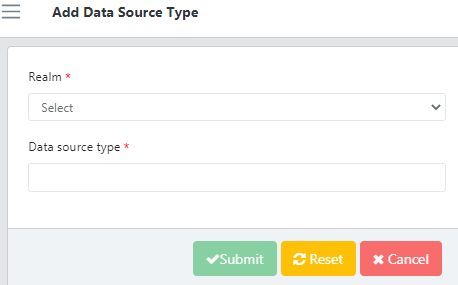 Add Data Source Type
Realm *
Select
Data source type *
Submit
Reset
Cancel